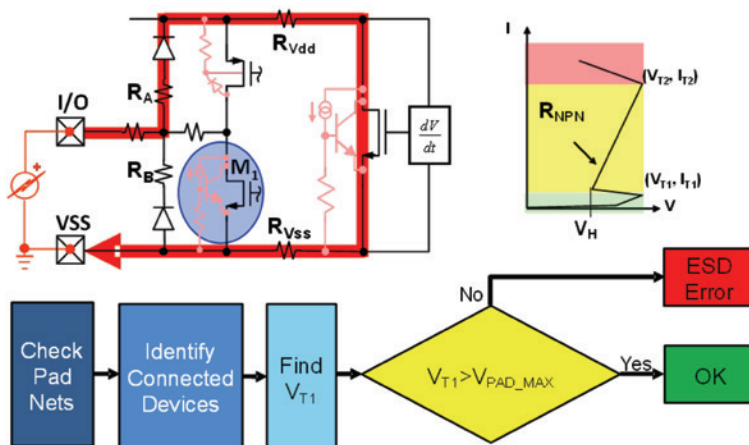 R_Vdd
R_A
I/O
R_B
M_1
VSS
R_Vss
dV
dt
I
(V_T2, I_T2)
R_NPN
(V_T1, I_T1)
V
V_H
Check
Pad
Nets
Identify
Connected
Devices
Find
V_T1
V_T1>V_PAD_MAX
No
Yes
ESD
Error
OK